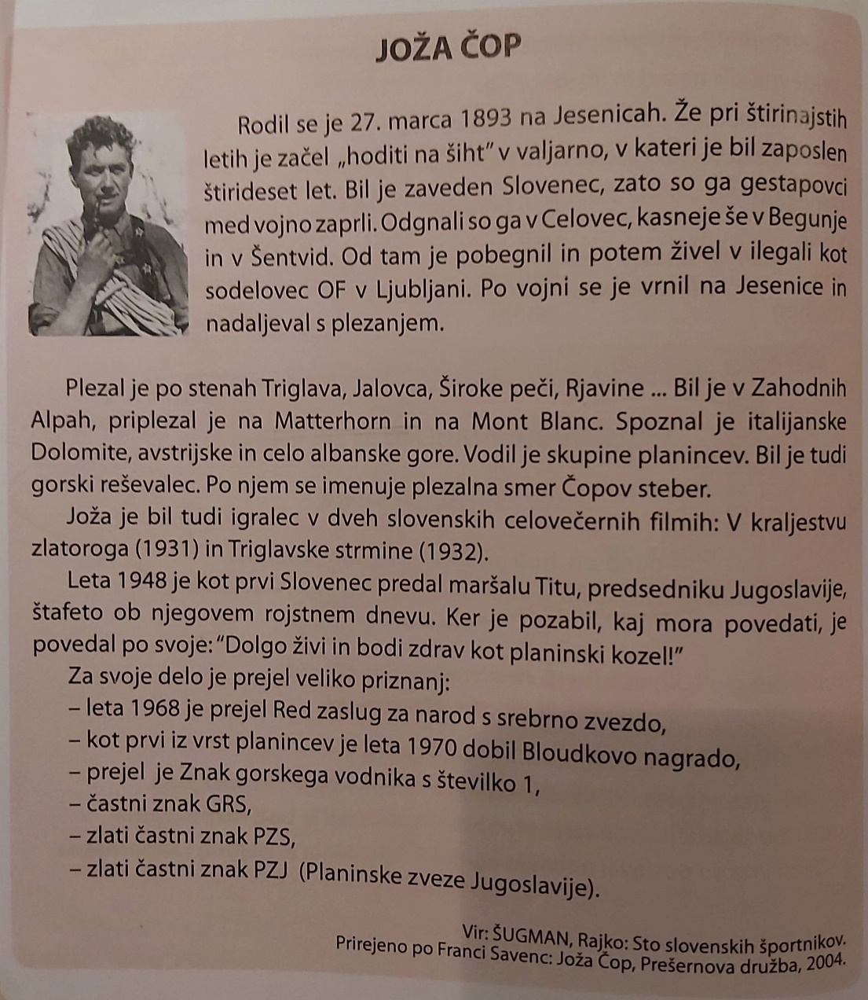 JOŽA ČOP
Rodil se je 27. marca 1893 na Jesenicah. Že pri štirinajstih
letih je začel „hoditi na šiht” v valjarno, v kateri je bil zaposlen
štirideset let. Bil je zaveden Slovenec, zato so ga gestapovci
med vojno zaprli. Odgnali so ga v Celovec, kasneje še v Begunje
in v Šentvid. Od tam je pobegnil in potem živel v ilegali kot
sodelovec OF v Ljubljani. Po vojni se je vrnil na Jesenice in
nadaljeval s plezanjem.
Plezal je po stenah Triglava, Jalovca, Široke peči, Rjavine ... Bil je v Zahodnih
Alpah, priplezal je na Matterhorn in na Mont Blanc. Spoznal je italijanske
Dolomite, avstrijske in celo albanske gore. Vodil je skupine planincev. Bil je tudi
gorski reševalec. Po njem se imenuje plezalna smer Čopov steber.
Joža je bil tudi igralec v dveh slovenskih celovečernih filmih: V kraljestvu
zlatoroga (1931) in Triglavske strmine (1932).
Leta 1948 je kot prvi Slovenec predal maršalu Titu, predsedniku Jugoslavije,
štafeto ob njegovem rojstnem dnevu. Ker je pozabil, kaj mora povedati, je
povedal po svoje: “Dolgo živi in bodi zdrav kot planinski kozel!”
Za svoje delo je prejel veliko priznanj:
– leta 1968 je prejel Red zaslug za narod s srebrno zvezdo,
– kot prvi iz vrst planincev je leta 1970 dobil Bloudkovo nagrado,
– prejel je Znak gorskega vodnika s številko 1,
– častni znak GRS,
– zlati častni znak PZS,
– zlati častni znak PZJ (Planinske zveze Jugoslavije).
Vir: ŠUGMAN, Rajko: Sto slovenskih športnikov.
Prirejeno po Franci Savenc: Joža Čop, Prešernova družba, 2004.